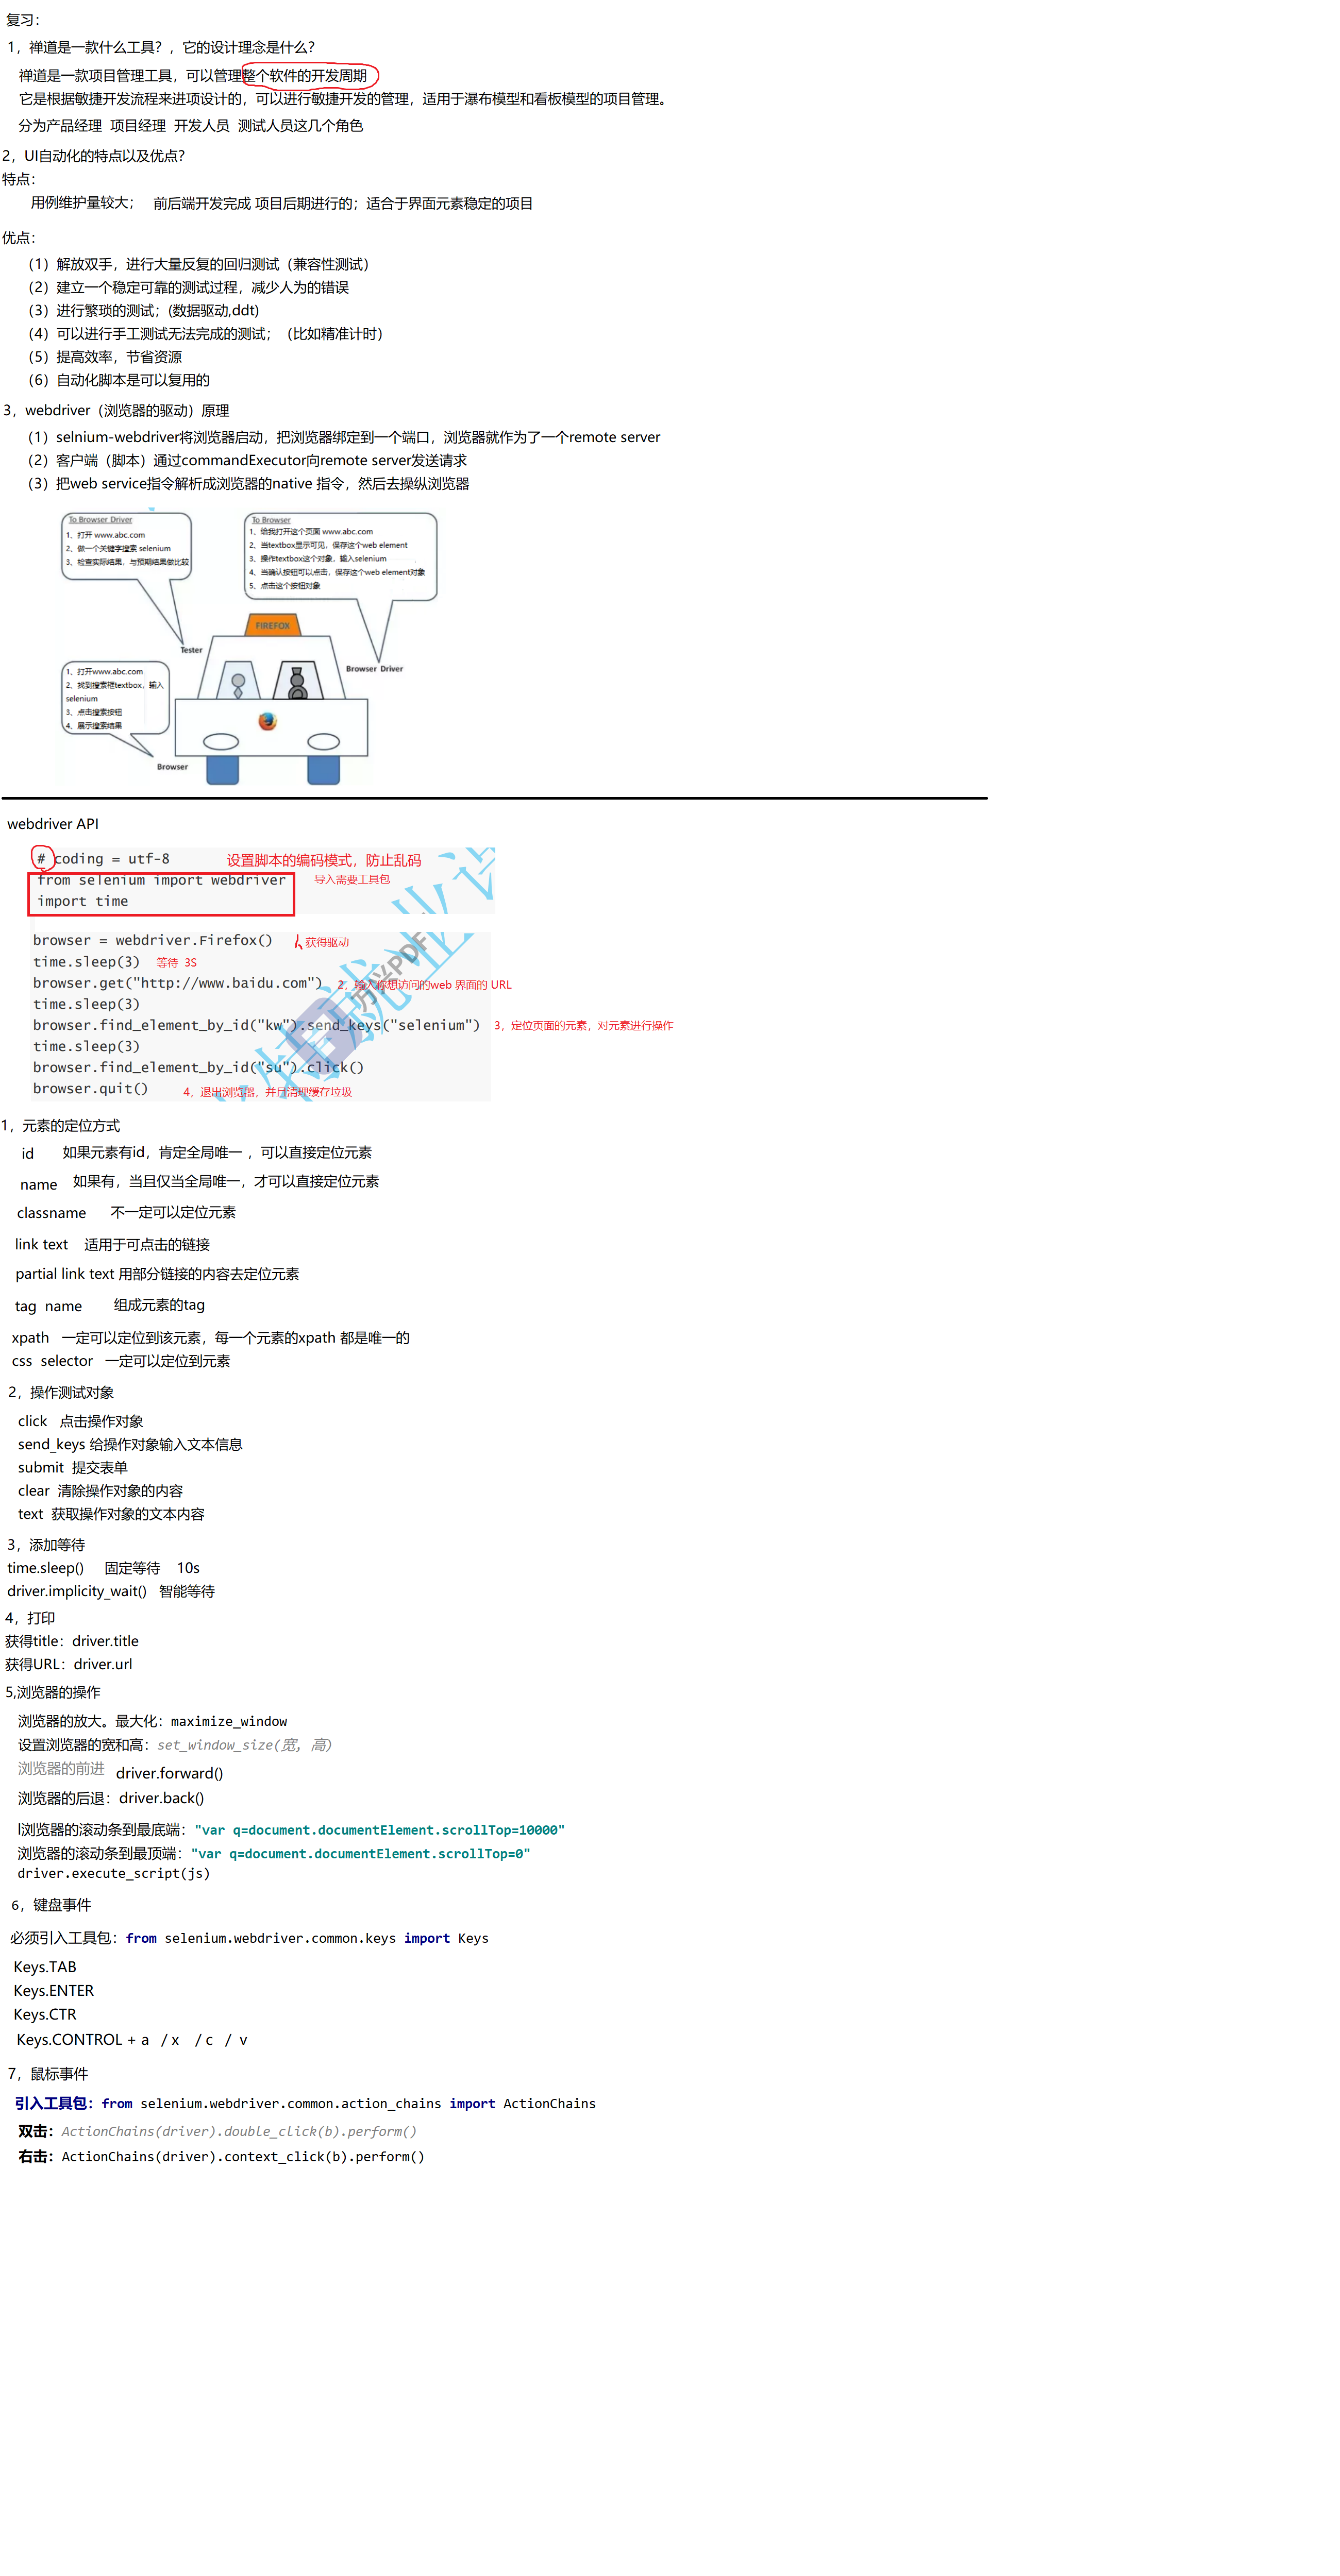 复习：
1，禅道是一款什么工具？，它的设计理念是什么？
禅道是一款项目管理工具，可以管理整个软件的开发周期
它是根据敏捷开发流程来进项设计的，可以进行敏捷开发的管理，适用于瀑布模型和看板模型的项目管理。
分为产品经理 项目经理 开发人员 测试人员这几个角色
2，UI自动化的特点以及优点？
特点：
用例维护量较大； 前后端开发完成 项目后期进行的；适合于界面元素稳定的项目
优点：
（1）解放双手，进行大量反复的回归测试（兼容性测试）
（2）建立一个稳定可靠的测试过程，减少人为的错误
（3）进行繁琐的测试；(数据驱动,ddt)
（4）可以进行手工测试无法完成的测试；（比如精准计时）
（5）提高效率，节省资源
（6）自动化脚本是可以复用的
3，webdriver（浏览器的驱动）原理
（1）selnium-webdriver将浏览器启动，把浏览器绑定到一个端口，浏览器就作为了一个remote server
（2）客户端（脚本）通过commandExecutor向remote server发送请求
（3）把web service指令解析成浏览器的native 指令，然后去操纵浏览器
To Browser Driver
1、打开 www.abc.com
2、做一个关键字搜索 selenium
3、检查实际结果，与预期结果做比较
To Browser
1、给我打开这个页面 www.abc.com
2、当textbox显示可见，保存这个web element
3、操作textbox这个对象，输入selenium
4、当确认按钮可以点击，保存这个web element对象
5、点击这个按钮对象
FIREFOX
Tester
Browser Driver
1、打开www.abc.com
2、找到搜索框textbox，输入
selenium
3、点击搜索按钮
4、展示搜索结果
Browser
webdriver API
# coding = utf-8 设置脚本的编码模式，防止乱码
from selenium import webdriver 导入需要工具包
import time
browser = webdriver.Firefox() 获得驱动
time.sleep(3) 等待 3S
browser.get("http://www.baidu.com") 2，输入你想访问的web 界面的 URL
time.sleep(3)
browser.find_element_by_id("kw").send_keys("selenium") 3，定位页面的元素，对元素进行操作
time.sleep(3)
browser.find_element_by_id("su").click()
browser.quit() 4，退出浏览器，并且清理缓存垃圾
万兴PDF
就业
1，元素的定位方式
id 如果元素有id，肯定全局唯一 ，可以直接定位元素
name 如果有，当且仅当全局唯一，才可以直接定位元素
classname 不一定可以定位元素
link text 适用于可点击的链接
partial link text 用部分链接的内容去定位元素
tag name 组成元素的tag
xpath 一定可以定位到该元素，每一个元素的xpath 都是唯一的
css selector 一定可以定位到元素
2，操作测试对象
click 点击操作对象
send_keys 给操作对象输入文本信息
submit 提交表单
clear 清除操作对象的内容
text 获取操作对象的文本内容
3，添加等待
time.sleep() 固定等待 10s
driver.implicity_wait() 智能等待
4，打印
获得title：driver.title
获得URL：driver.url
5,浏览器的操作
浏览器的放大。最大化：maximize_window
设置浏览器的宽和高：set_window_size(宽，高)
浏览器的前进 driver.forward()
浏览器的后退：driver.back()
l浏览器的滚动条到最底端："var q=document.documentElement.scrollTop=10000"
浏览器的滚动条到最顶端："var q=document.documentElement.scrollTop=0"
driver.execute_script(js)
6，键盘事件
必须引入工具包：from selenium.webdriver.common.keys import Keys
Keys.TAB
Keys.ENTER
Keys.CTR
Keys.CONTROL + a / x / c / v
7，鼠标事件
引入工具包：from selenium.webdriver.common.action_chains import ActionChains
双击：ActionChains(driver).double_click(b).perform()
右击：ActionChains(driver).context_click(b).perform()